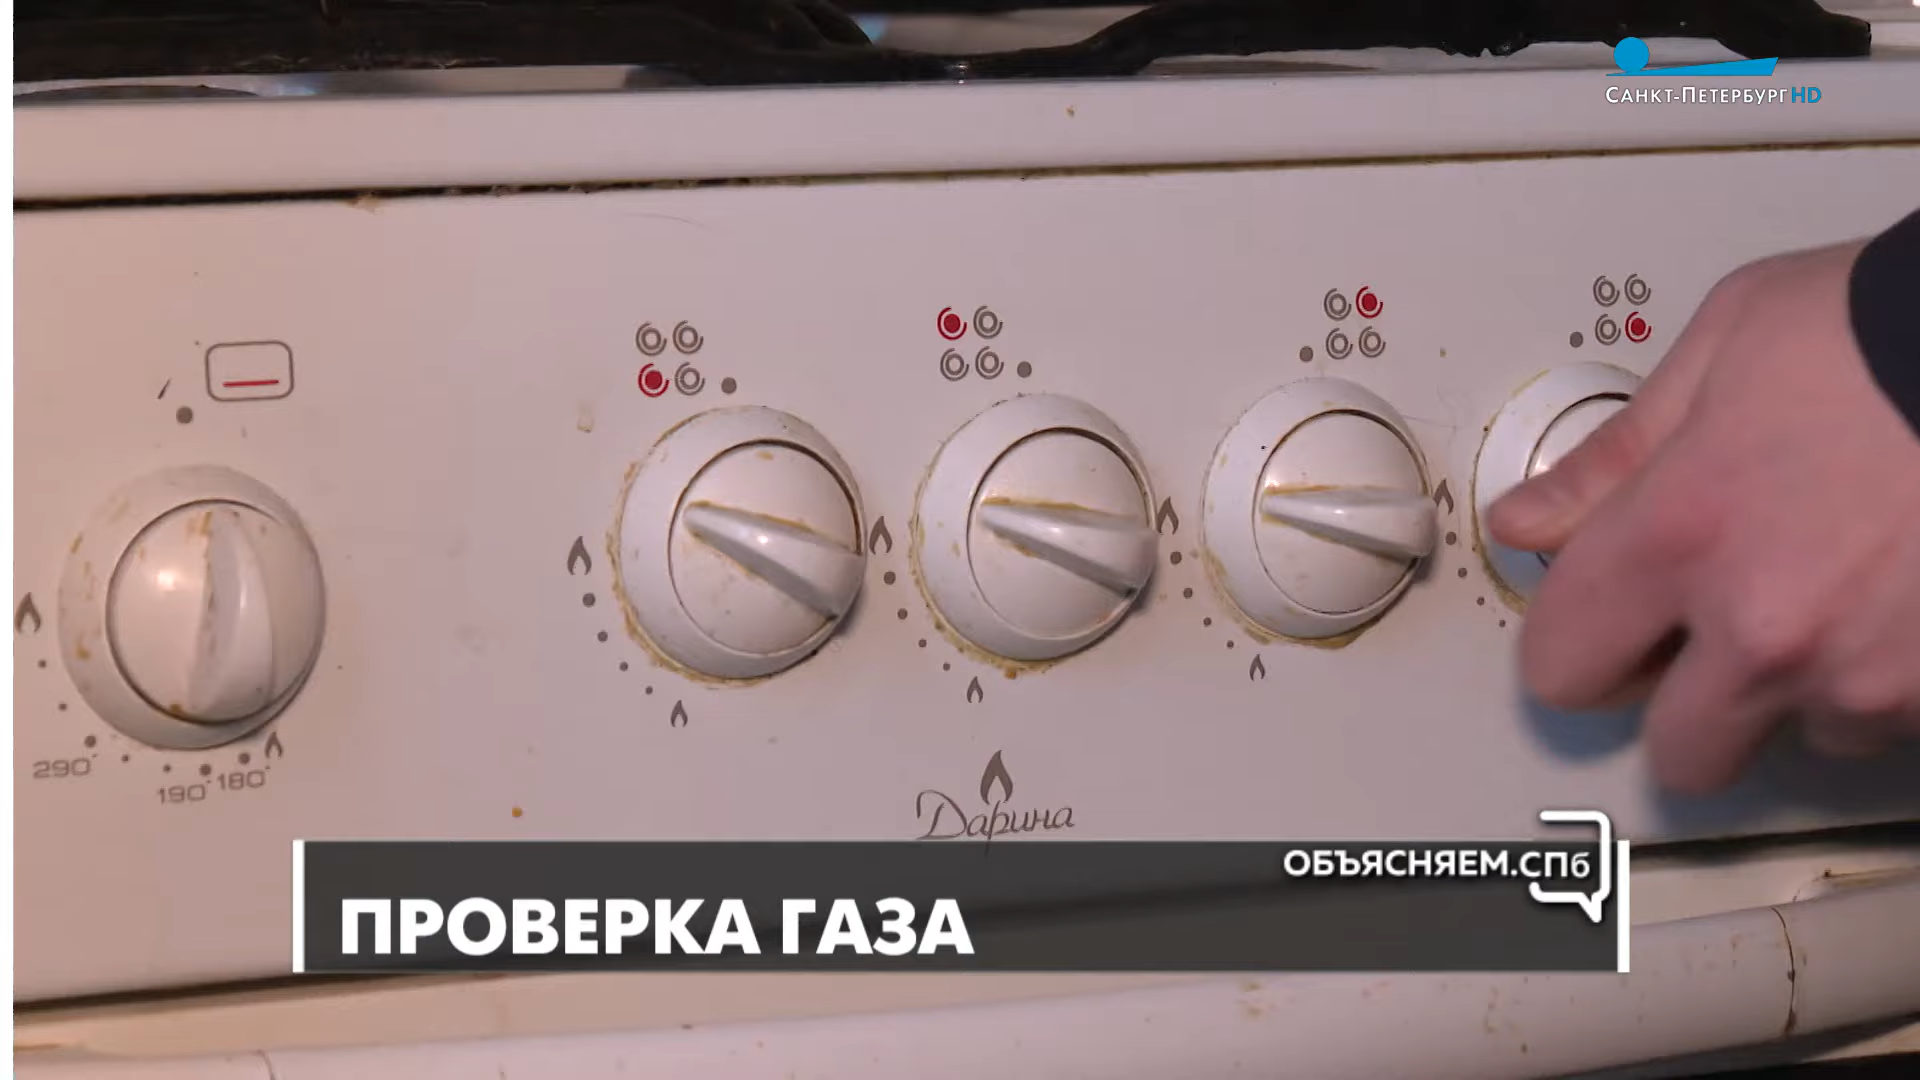 САНКТ-ПЕТЕРБУРГ HD
290°
190° 180°
Дарина
ОБЪЯСНЯЕМ.СПб
ПРОВЕРКА ГАЗА